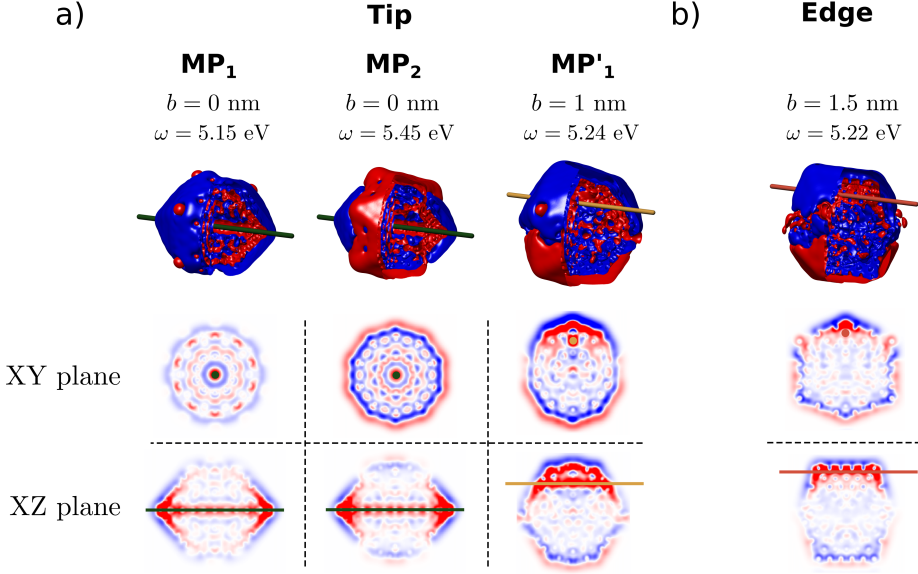 a) Tip b) Edge
MP₁ MP₂ MP'₁
b = 0 nm b = 0 nm b = 1 nm b = 1.5 nm
ω = 5.15 eV ω = 5.45 eV ω = 5.24 eV ω = 5.22 eV
XY plane
XZ plane